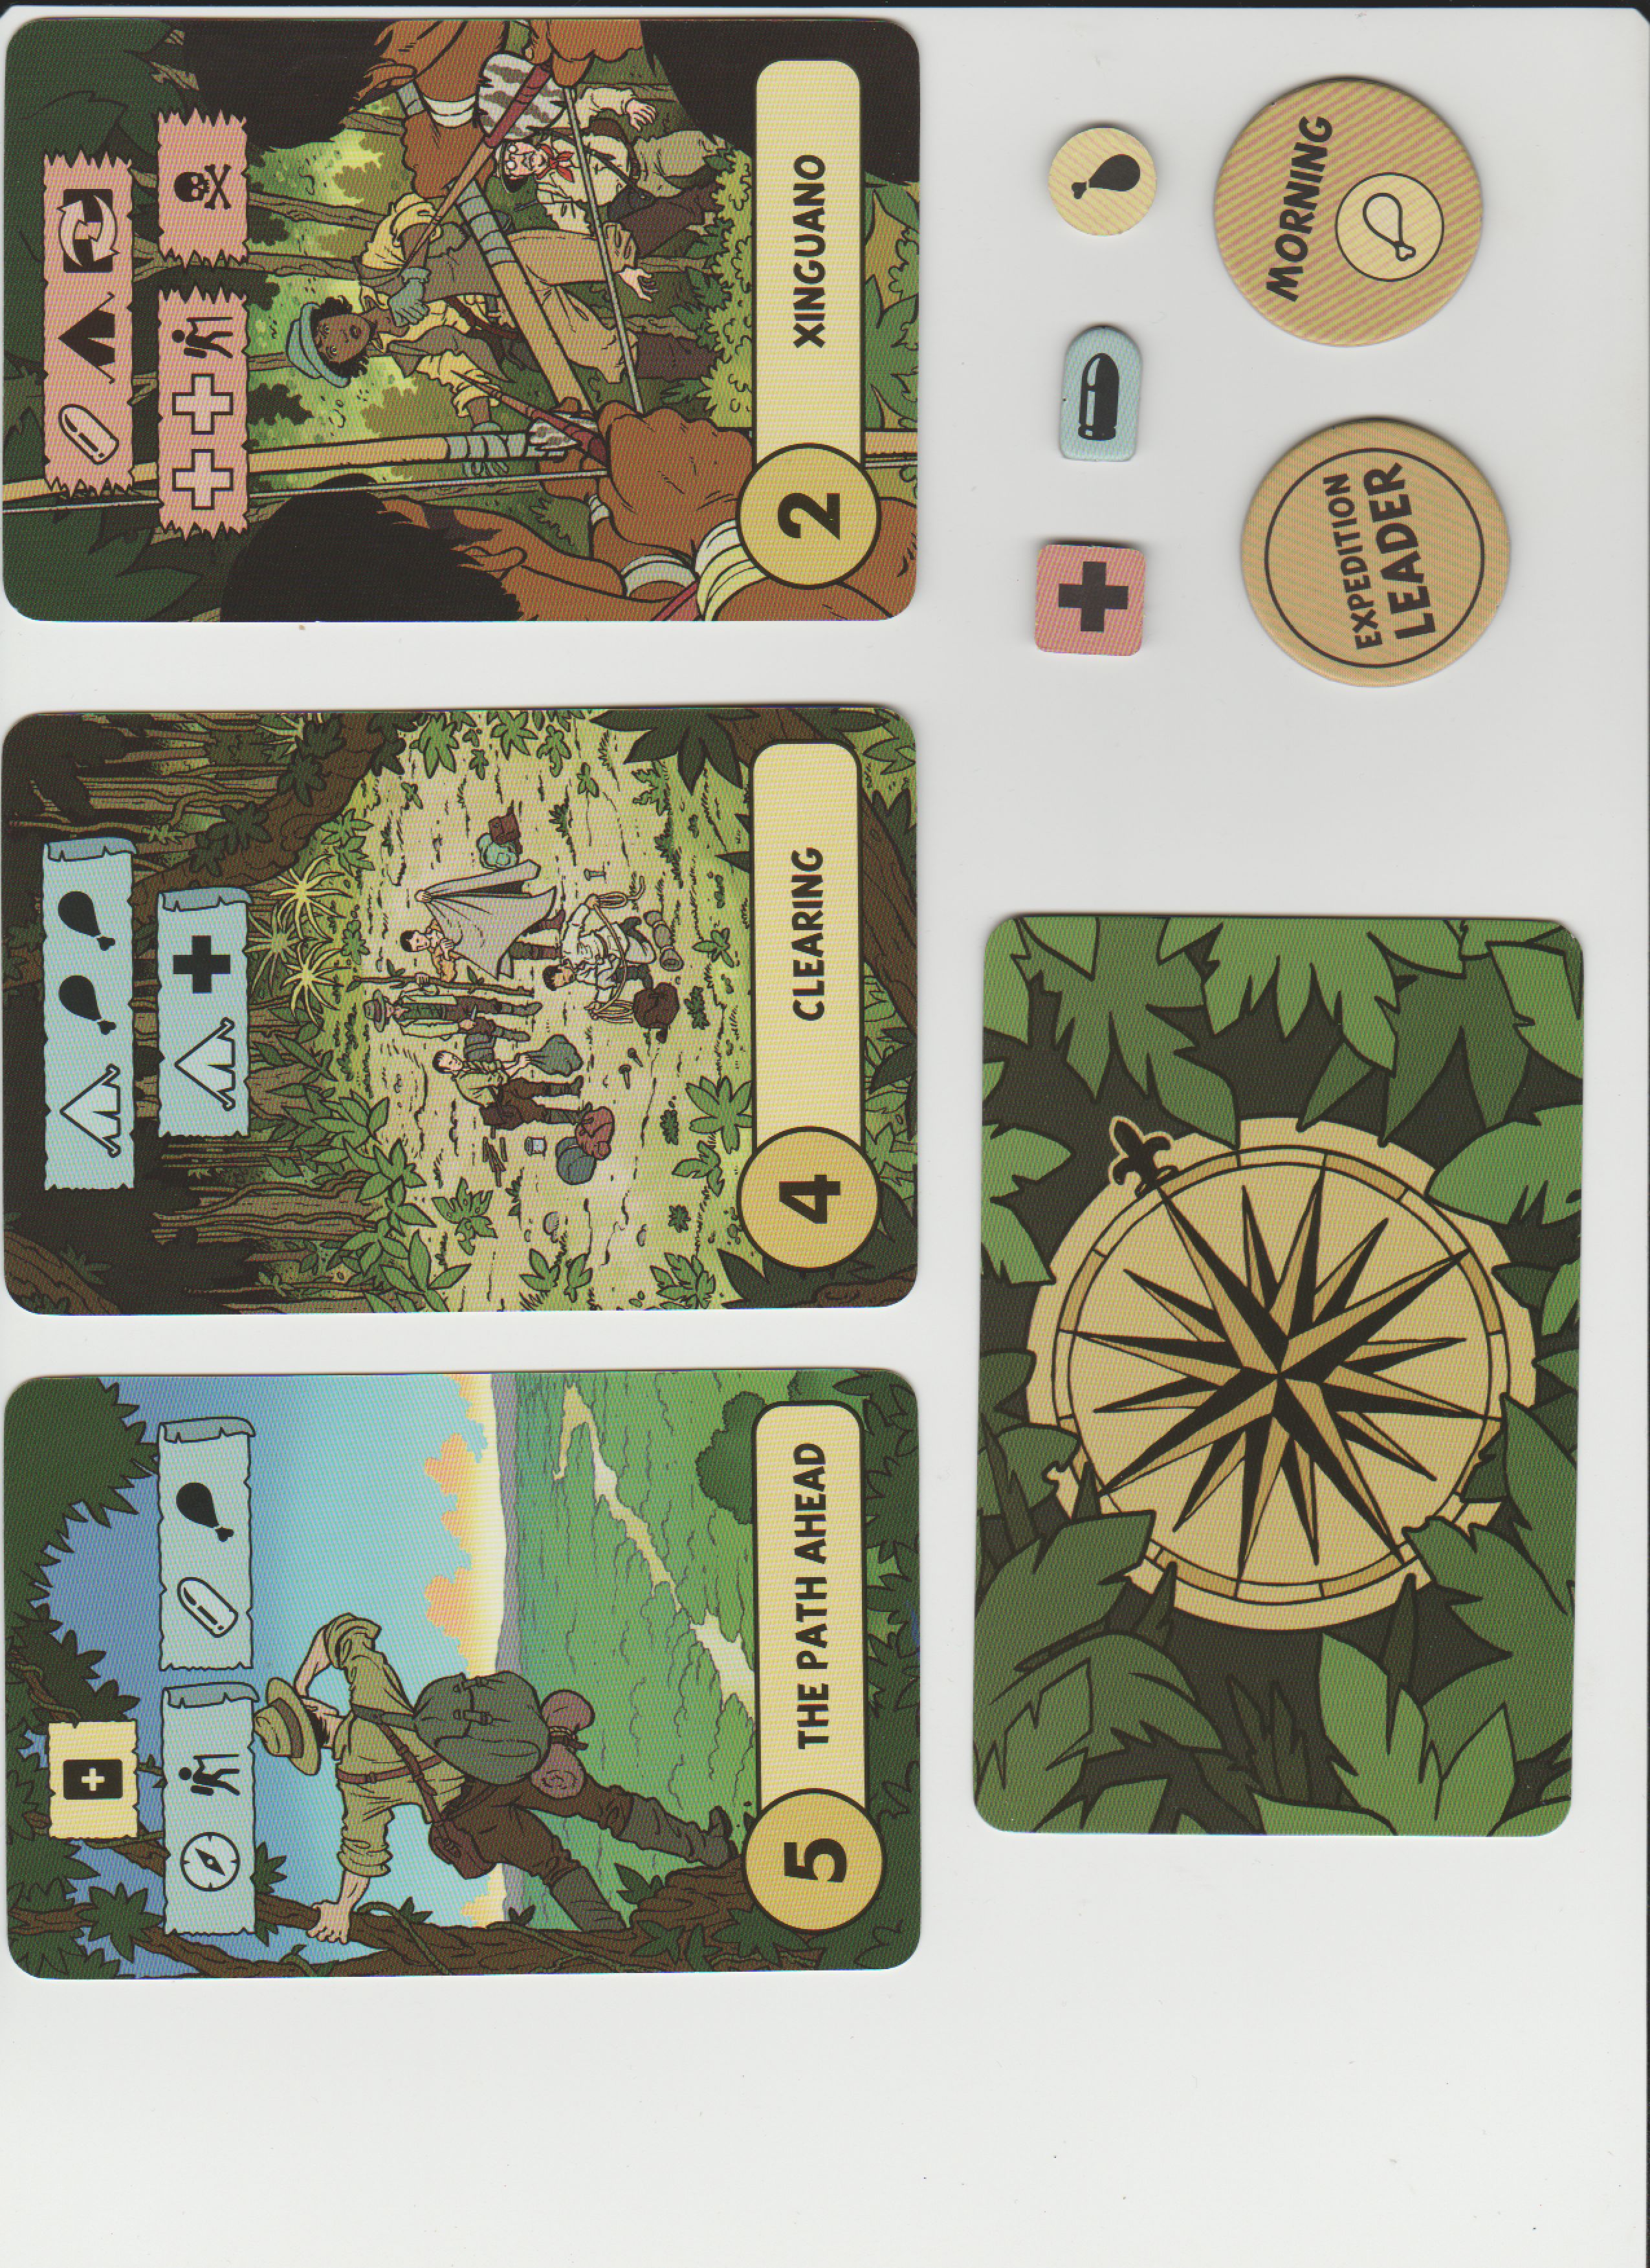 5
THE PATH AHEAD
4
CLEARING
2
XINGUANO
EXPEDITION
LEADER
MORNING